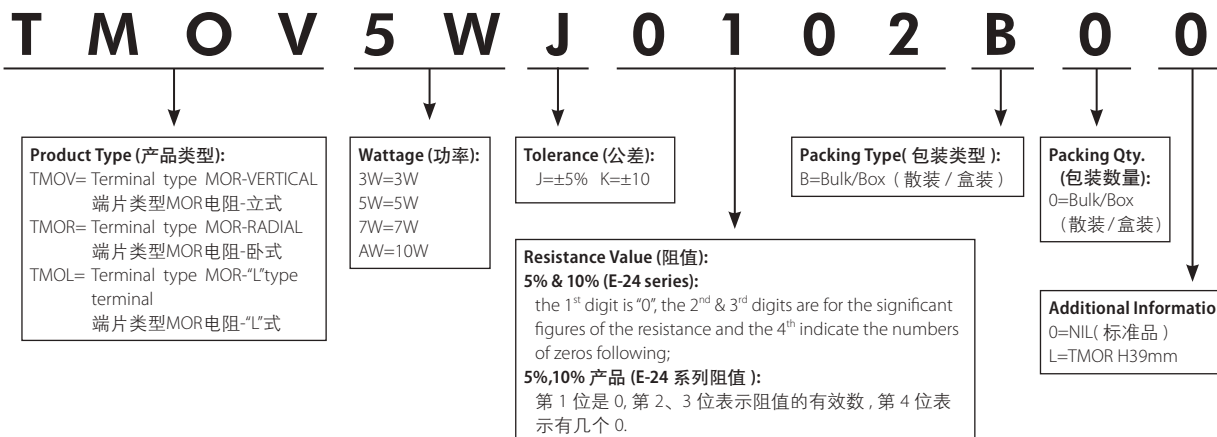 T M O V 5 W J 0 1 0 2 B 0 0
Product Type (产品类型):
TMOV= Terminal type MOR-VERTICAL
端片类型MOR电阻-立式
TMOR= Terminal type MOR-RADIAL
端片类型MOR电阻-卧式
TMOL= Terminal type MOR-“L”type
terminal
端片类型MOR电阻-“L”式
Wattage (功率):
3W=3W
5W=5W
7W=7W
AW=10W
Tolerance (公差):
J=±5% K=±10
Resistance Value (阻值):
5% & 10% (E-24 series):
the 1st digit is “0”, the 2nd & 3rd digits are for the significant
figures of the resistance and the 4th indicate the numbers
of zeros following;
5%,10% 产品 (E-24 系列阻值 ):
第 1 位是 0, 第 2、3 位表示阻值的有效数 , 第 4 位表
示有几个 0.
Packing Type( 包装类型 ):
B=Bulk/Box ( 散装 / 盒装 )
Packing Qty.
(包装数量):
0=Bulk/Box
(散装/盒装)
Additional Informatio
0=NIL( 标准品 )
L=TMOR H39mm